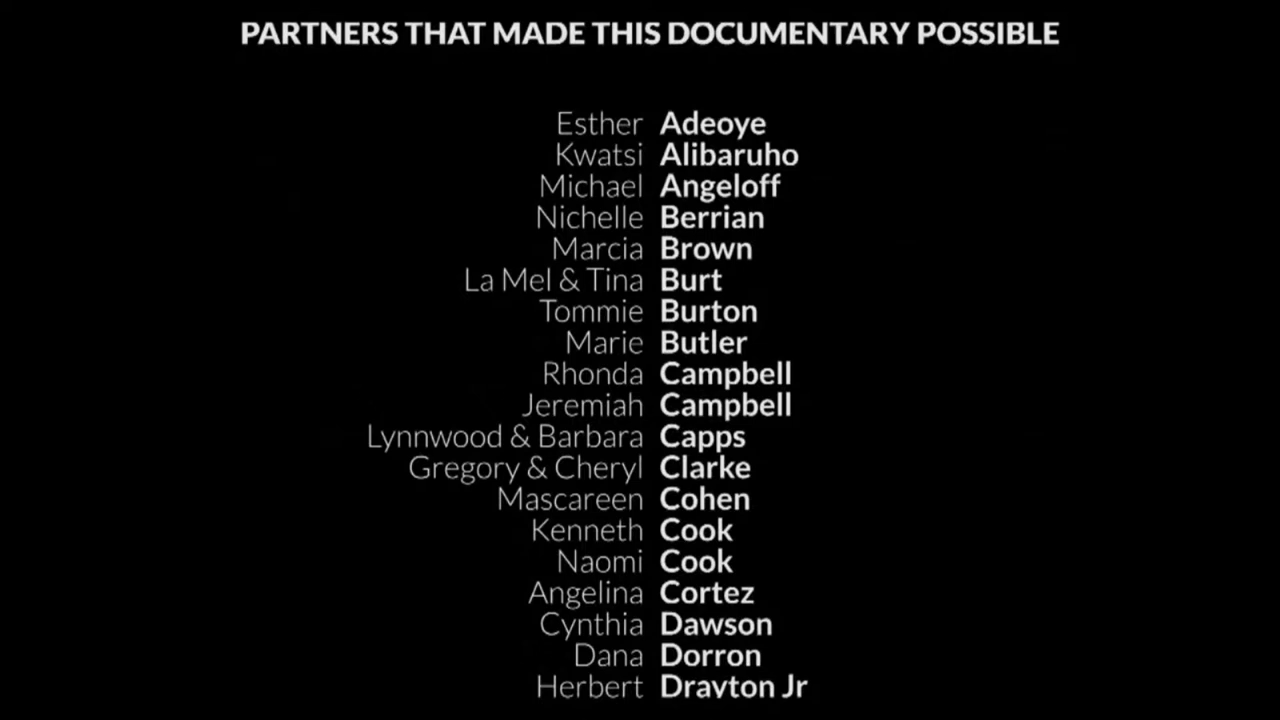 PARTNERS THAT MADE THIS DOCUMENTARY POSSIBLE
Esther Adeoye
Kwatsi Alibaruho
Michael Angeloff
Nichelle Berrian
Marcia Brown
La Mel & Tina Burt
Tommie Burton
Marie Butler
Rhonda Campbell
Jeremiah Campbell
Lynnwood & Barbara Capps
Gregory & Cheryl Clarke
Mascareen Cohen
Kenneth Cook
Naomi Cook
Angelina Cortez
Cynthia Dawson
Dana Dorron
Herbert Drayton Jr